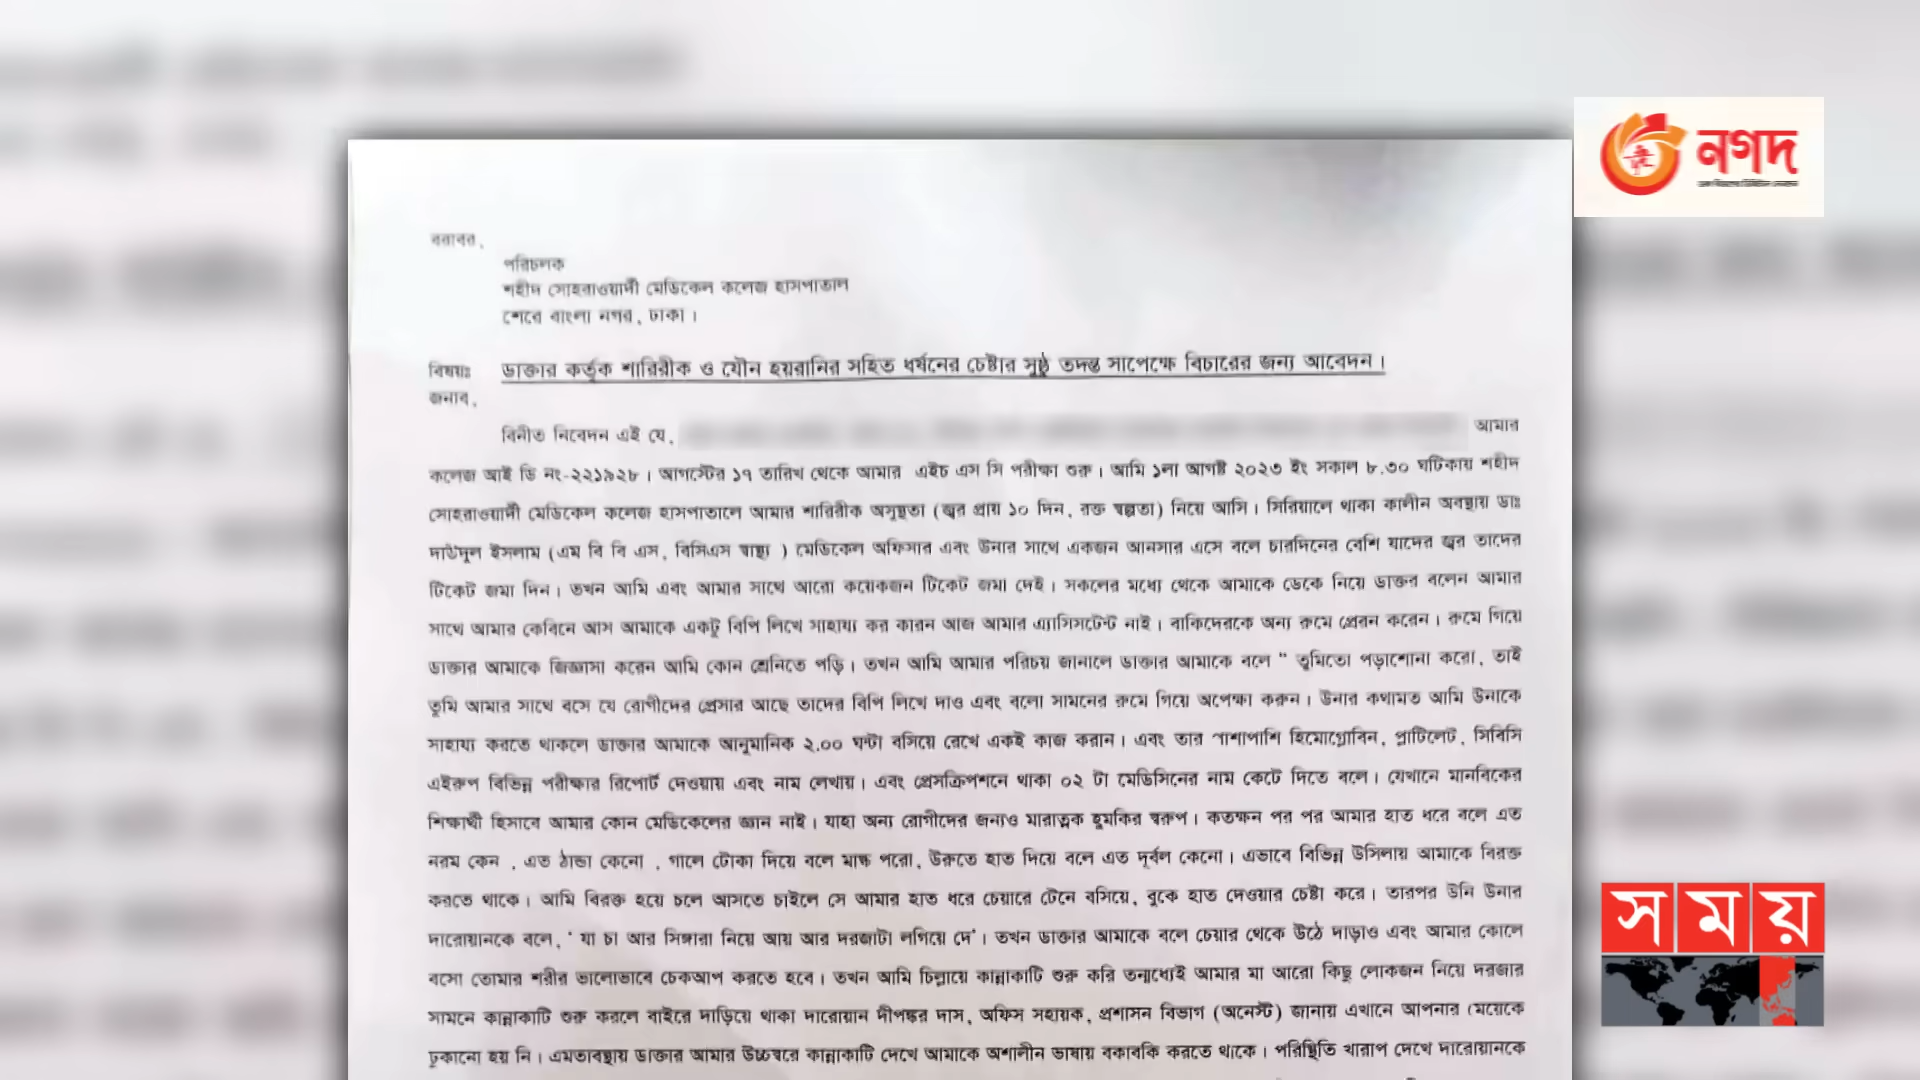 নগদ
বরাবর,
পরিচলক
শহীদ সোহরাওয়ার্দী মেডিকেল কলেজ হাসপাতাল
শেরে বাংলা নগর, ঢাকা।
বিষয়ঃ ডাক্তার কর্তৃক শারিরীক ও যৌন হয়রানির সহিত ধর্ষনের চেষ্টার সুষ্ঠু তদন্ত সাপেক্ষে বিচারের জন্য আবেদন।
জনাব,
বিনীত নিবেদন এই যে, আমার
কলেজ আই ডি নং-২২১৯২৮। আগস্টের ১৭ তারিখ থেকে আমার এইচ এস সি পরীক্ষা শুরু। আমি ১লা আগষ্ট ২০২৩ ইং সকাল ৮.৩০ ঘটিকায় শহীদ
সোহরাওয়ার্দী মেডিকেল কলেজ হাসপাতালে আমার শারিরীক অসুস্থতা (জ্বর প্রায় ১০ দিন, রক্ত স্বল্পতা) নিয়ে আসি। সিরিয়ালে থাকা কালীন অবস্থায় ডাঃ
দাউদুল ইসলাম (এম বি বি এস, বিসিএস স্বাস্থ্য ) মেডিকেল অফিসার এবং উনার সাথে একজন আনসার এসে বলে চারদিনের বেশি যাদের জ্বর তাদের
টিকেট জমা দিন। তখন আমি এবং আমার সাথে আরো কয়েকজন টিকেট জমা দেই। সকলের মধ্যে থেকে আমাকে ডেকে নিয়ে ডাক্তর বলেন আমার
সাথে আমার কেবিনে আস আমাকে একটু বিপি লিখে সাহায্য কর কারন আজ আমার এ্যাসিসটেন্ট নাই। বাকিদেরকে অন্য রুমে প্রেরন করেন। রুমে গিয়ে
ডাক্তার আমাকে জিজ্ঞাসা করেন আমি কোন শ্রেনিতে পড়ি। তখন আমি আমার পরিচয় জানালে ডাক্তার আমাকে বলে " তুমিতো পড়াশোনা করো, তাই
তুমি আমার সাথে বসে যে রোগীদের প্রেসার আছে তাদের বিপি লিখে দাও এবং বলো সামনের রুমে গিয়ে অপেক্ষা করুন। উনার কথামত আমি উনাকে
সাহায্য করতে থাকলে ডাক্তার আমাকে আনুমানিক ২.০০ ঘন্টা বসিয়ে রেখে একই কাজ করান। এবং তার পাশাপাশি হিমোগ্লোবিন, প্লাটিলেট, সিবিসি
এইরুপ বিভিন্ন পরীক্ষার রিপোর্ট দেওয়ায় এবং নাম লেখায়। এবং প্রেসক্রিপশনে থাকা ০২ টা মেডিসিনের নাম কেটে দিতে বলে। যেখানে মানবিকের
শিক্ষার্থী হিসাবে আমার কোন মেডিকেলের জ্ঞান নাই। যাহা অন্য রোগীদের জন্যও মারাত্মক হুমকির স্বরুপ। কতক্ষন পর পর আমার হাত ধরে বলে এত
নরম কেন , এত ঠান্ডা কেনো , গালে টোকা দিয়ে বলে মাস্ক পরো, উরুতে হাত দিয়ে বলে এত দূর্বল কেনো। এভাবে বিভিন্ন উসিলায় আমাকে বিরক্ত
করতে থাকে। আমি বিরক্ত হয়ে চলে আসতে চাইলে সে আমার হাত ধরে চেয়ারে টেনে বসিয়ে, বুকে হাত দেওয়ার চেষ্টা করে। তারপর উনি উনার
দারোয়ানকে বলে, ' যা চা আর সিঙ্গারা নিয়ে আয় আর দরজাটা লগিয়ে দে'। তখন ডাক্তার আমাকে বলে চেয়ার থেকে উঠে দাড়াও এবং আমার কোলে
বসো তোমার শরীর ভালোভাবে চেকআপ করতে হবে। তখন আমি চিল্লায়ে কান্নাকাটি শুরু করি তন্মধ্যেই আমার মা আরো কিছু লোকজন নিয়ে দরজার
সামনে কান্নাকাটি শুরু করলে বাইরে দাড়িয়ে থাকা দারোয়ান দীপঙ্কর দাস, অফিস সহায়ক, প্রশাসন বিভাগ (অনেস্ট) জানায় এখানে আপনার মেয়েকে
ঢুকানো হয় নি। এমতাবস্থায় ডাক্তার আমার উচ্চস্বরে কান্নাকাটি দেখে আমাকে অশালীন ভাষায় বকাবকি করতে থাকে। পরিস্থিতি খারাপ দেখে দারোয়ানকে
সময়